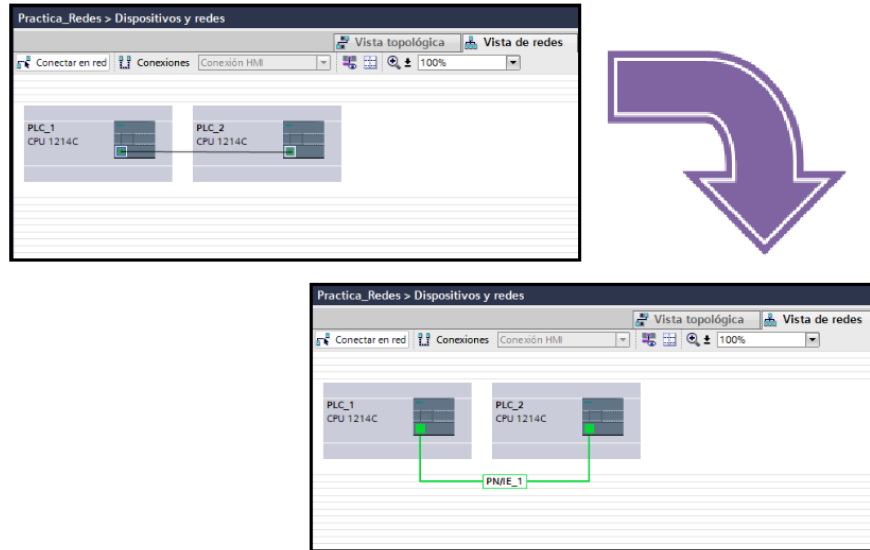 Practica_Redes > Dispositivos y redes
Vista topológica Vista de redes
Conectar en red Conexiones Conexión HMI 100%
PLC_1 PLC_2
CPU 1214C CPU 1214C
Practica_Redes > Dispositivos y redes
Vista topológica Vista de redes
Conectar en red Conexiones Conexión HMI 100%
PLC_1 PLC_2
CPU 1214C CPU 1214C
PN/IE_1